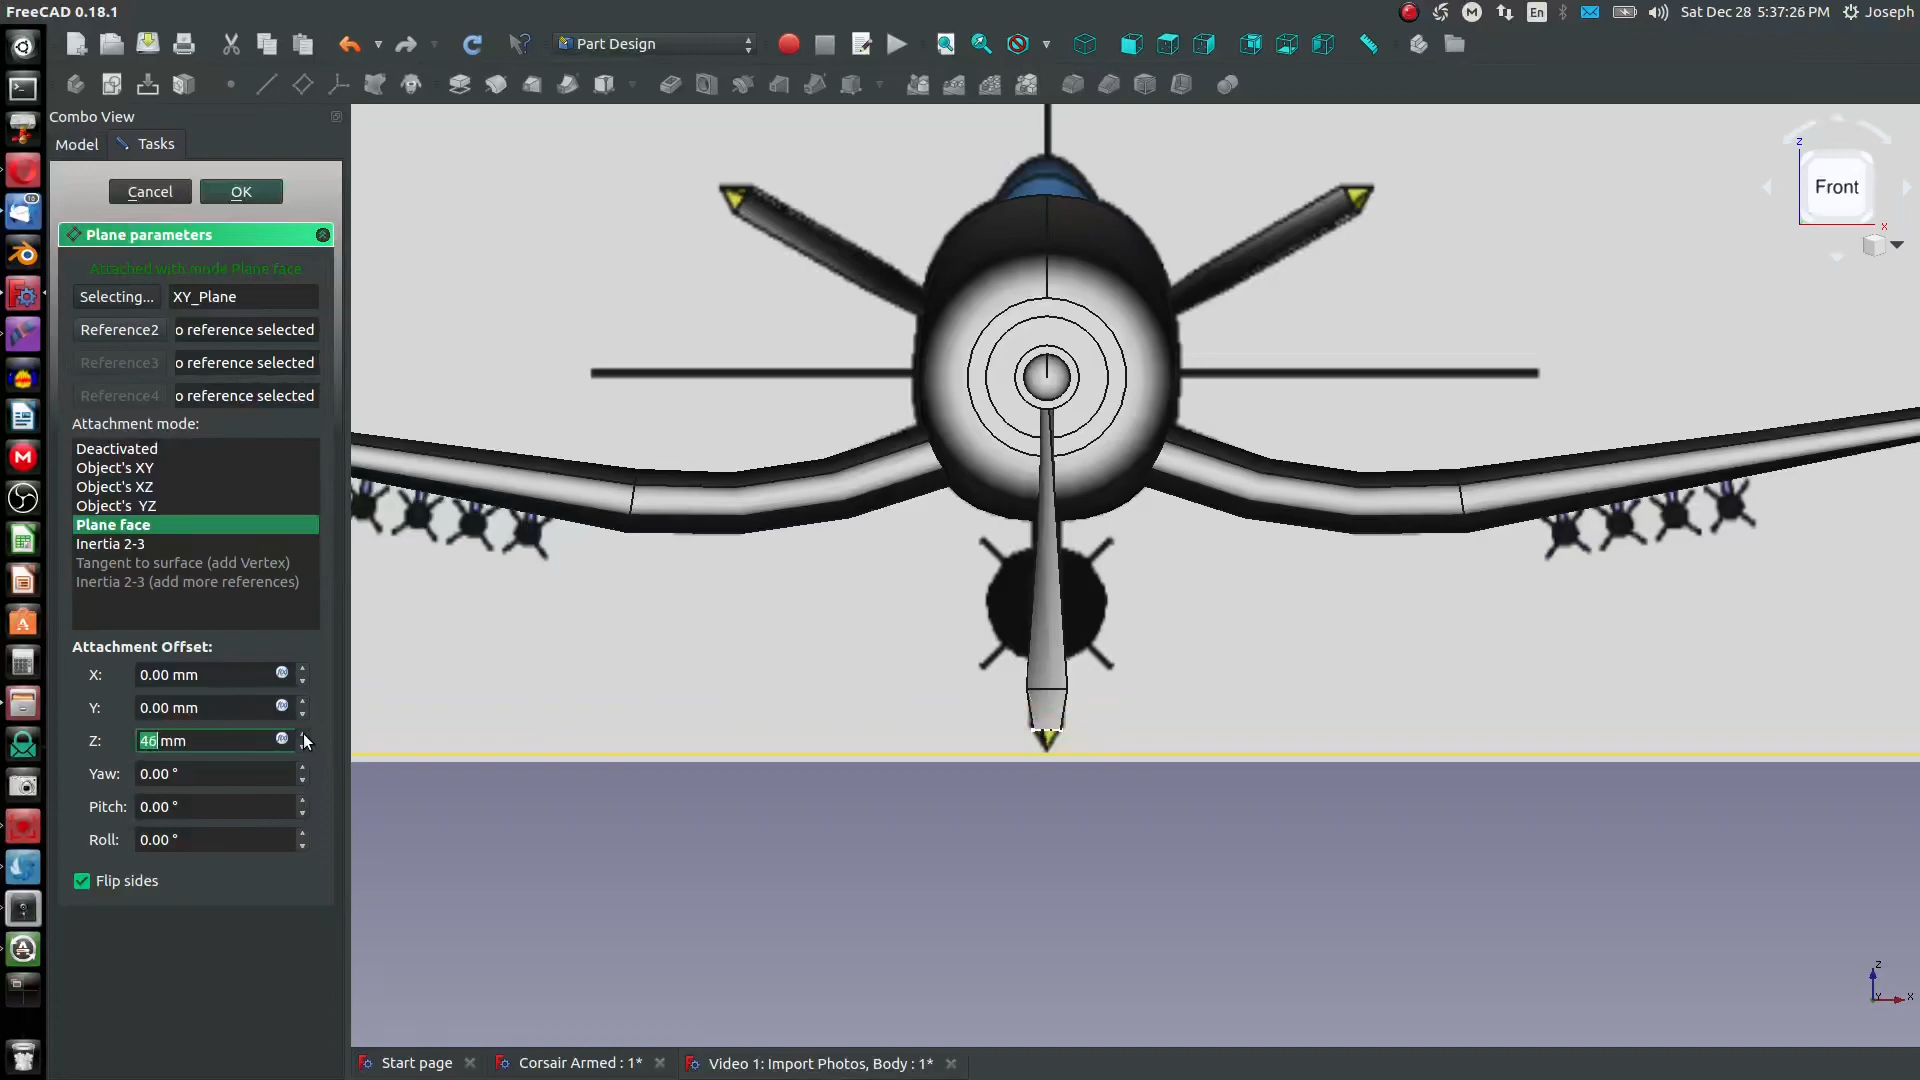 FreeCAD 0.18.1
En
Sat Dec 28 5:37:26 PM
Joseph
Part Design
Combo View
Model
Tasks
Cancel
OK
Plane parameters
Attached with mode Plane face
Selecting...
XY_Plane
Reference2
o reference selected
Reference3
o reference selected
Reference4
o reference selected
Attachment mode:
Deactivated
Object's XY
Object's XZ
Object's  YZ
Plane face
Inertia 2-3
Tangent to surface (add Vertex)
Inertia 2-3 (add more references)
Attachment Offset:
X:
0.00 mm
Y:
0.00 mm
Z:
46 mm
Yaw:
0.00 °
Pitch:
0.00 °
Roll:
0.00 °
Flip sides
Z
Front
X
Z
Y
X
Start page
Corsair Armed : 1*
Video 1: Import Photos, Body : 1*